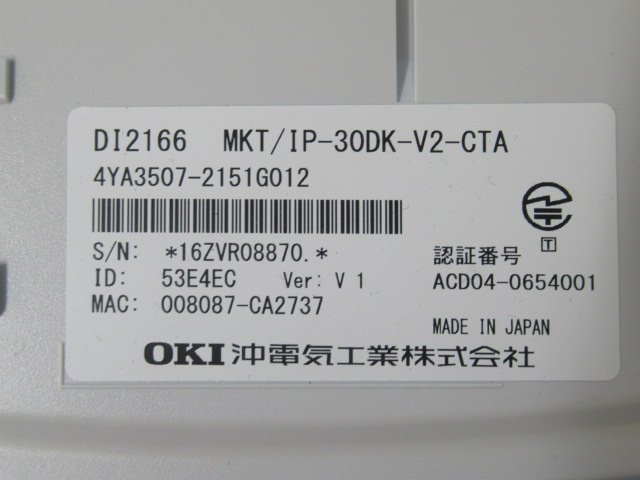 DI2166 MKT/IP-30DK-V2-CTA
4YA3507-2151G012
S/N: *16ZVR08870.*
ID: 53E4EC Ver: V 1
MAC: 008087-CA2737
T
認証番号
ACD04-0654001
MADE IN JAPAN
OKI 沖電気工業株式会社